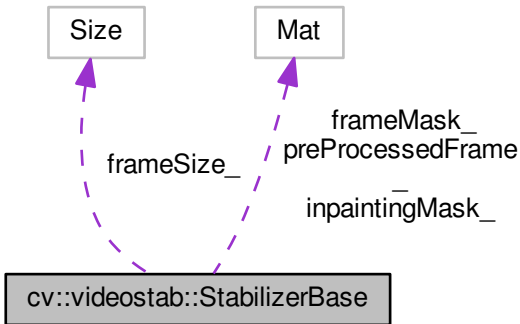 Size
Mat
frameSize_
frameMask_
preProcessedFrame
_
inpaintingMask_
cv::videostab::StabilizerBase